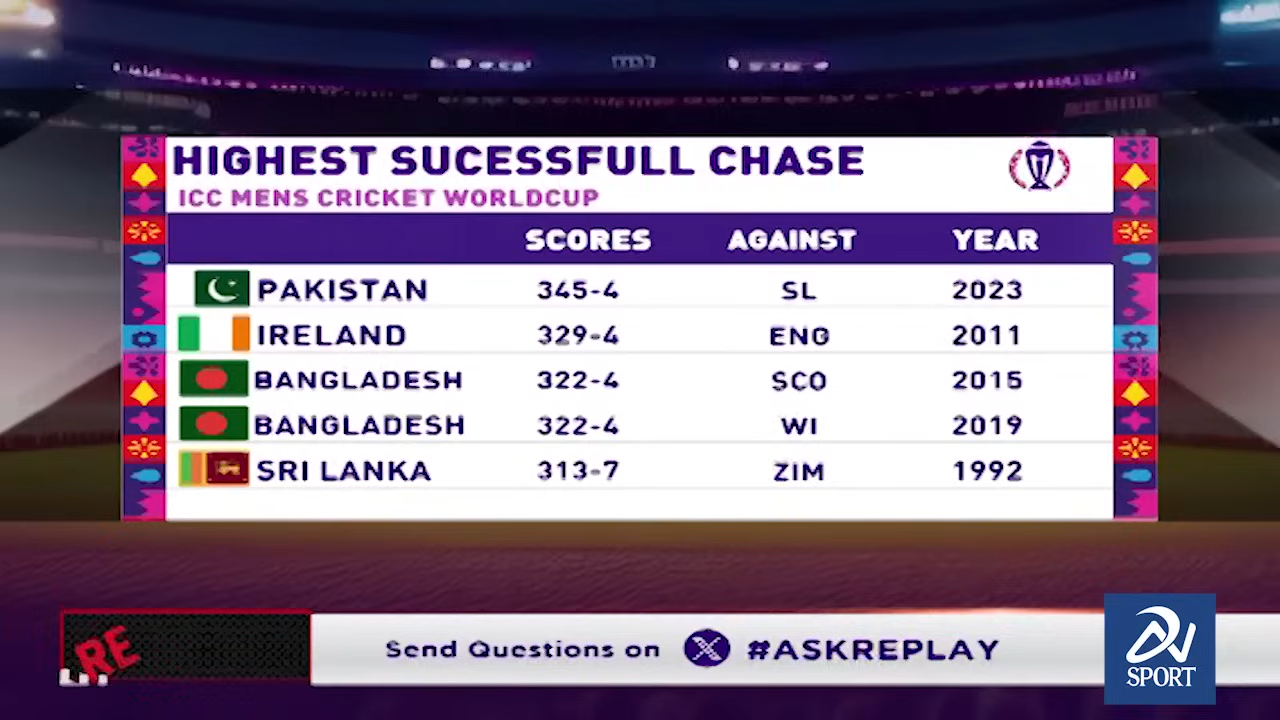 HIGHEST SUCESSFULL CHASE
ICC MENS CRICKET WORLDCUP
SCORES AGAINST YEAR
PAKISTAN 345-4 SL 2023
IRELAND 329-4 ENG 2011
BANGLADESH 322-4 SCO 2015
BANGLADESH 322-4 WI 2019
SRI LANKA 313-7 ZIM 1992
RE
Send Questions on X #ASKREPLAY
SPORT